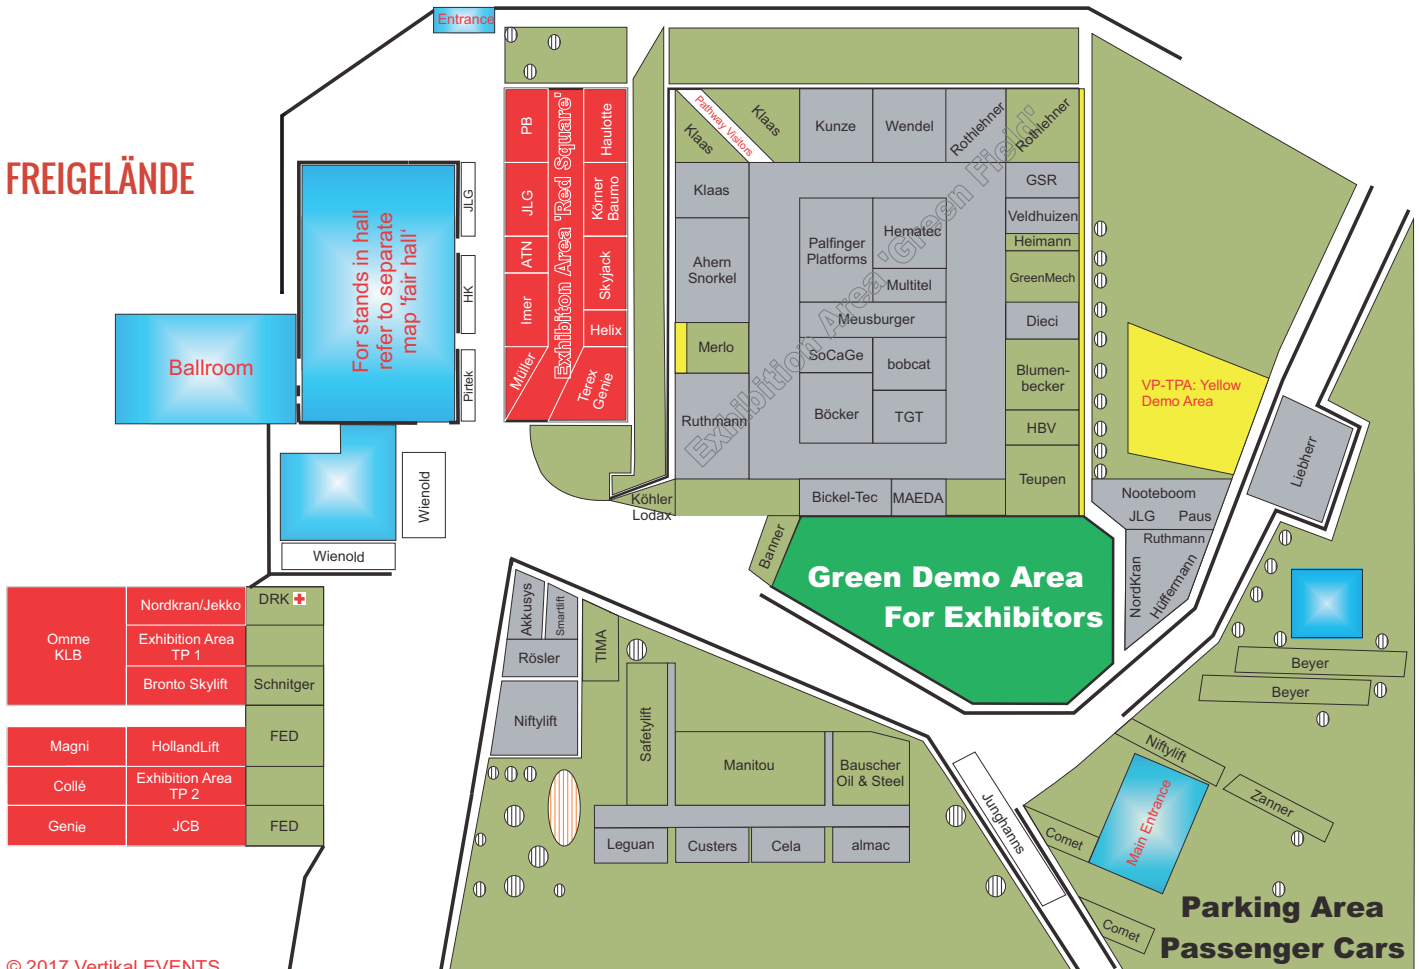 Entrance
FREIGELÄNDE
For stands in hall
refer to separate
map 'fair hall'
Ballroom
JLG
HK
Pirtek
Wienold
Wienold
PB
JLG
ATN
Imer
Müller
Exhibiton Area 'Red Square'
Haulotte
Körner
Baumo
Skyjack
Helix
Terex
Genie
Klaas
Pathway Visitors
Klaas
Kunze
Wendel
Rothlehner
Rothlehner
Klaas
Ahern
Snorkel
Merlo
Ruthmann
Exhibition Area 'Green Field'
Palfinger
Platforms
Hematec
Multitel
Meusburger
SoCaGe
bobcat
Böcker
TGT
GSR
Veldhuizen
Heimann
GreenMech
Dieci
Blumen-
becker
HBV
Teupen
Bickel-Tec
MAEDA
Köhler
Lodax
Banner
Green Demo Area
For Exhibitors
VP-TPA: Yellow
Demo Area
Liebherr
Nooteboom
JLG
Paus
Ruthmann
NordKran
Hüffermann
Omme
KLB
Nordkran/Jekko
Exhibition Area
TP 1
Bronto Skylift
DRK
Schnitger
FED
Magni
HollandLift
Collé
Exhibition Area
TP 2
Genie
JCB
FED
Akkusys
Smartlift
Rösler
Niftylift
TIMA
Safetylift
Manitou
Bauscher
Oil & Steel
Leguan
Custers
Cela
almac
Junghanns
Beyer
Beyer
Niftylift
Zanner
Comet
Main Entrance
Comet
Parking Area
Passenger Cars
© 2017 Vertikal EVENTS